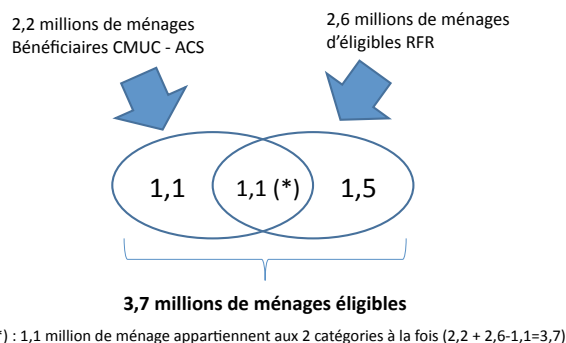 2,2 millions de ménages
Bénéficiaires CMUC - ACS
2,6 millions de ménages
d'éligibles RFR
1,1
1,1 (*)
1,5
3,7 millions de ménages éligibles
*) : 1,1 million de ménage appartiennent aux 2 catégories à la fois (2,2 + 2,6-1,1=3,7)